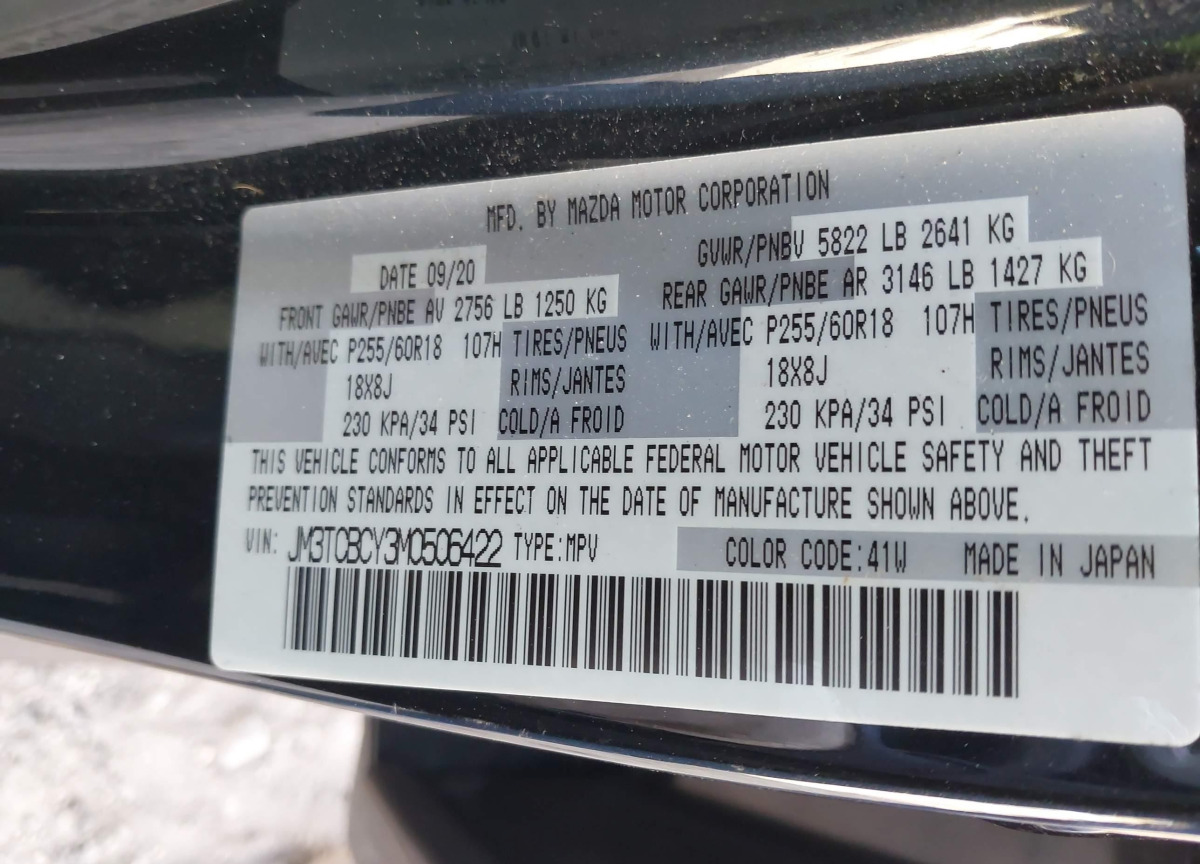 MFD. BY MAZDA MOTOR CORPORATION
DATE 09/20 GVWR/PNBV 5822 LB 2641 KG
FRONT GAWR/PNBE AV 2756 LB 1250 KG REAR GAWR/PNBE AR 3146 LB 1427 KG
WITH/AVEC P255/60R18 107H TIRES/PNEUS WITH/AVEC P255/60R18 107H TIRES/PNEUS
18X8J RIMS/JANTES 18X8J RIMS/JANTES
230 KPA/34 PSI COLD/A FROID 230 KPA/34 PSI COLD/A FROID
THIS VEHICLE CONFORMS TO ALL APPLICABLE FEDERAL MOTOR VEHICLE SAFETY AND THEFT
PREVENTION STANDARDS IN EFFECT ON THE DATE OF MANUFACTURE SHOWN ABOVE.
VIN: JM3TCBCY3M0506422 TYPE:MPV COLOR CODE:41W MADE IN JAPAN